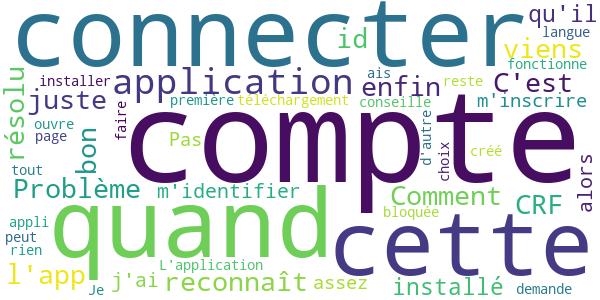 connecter
qu'il
langue
id
viens
fonctionne
résolu
installer
application
ais
enfin
reste
C'est
juste
première
téléchargement
conseille
m'inscrire
ouvre
page
bon
faire
compte
Pas
d'autre
choix
créé
alors
tout
Problème
m'identifier
Comment
CRF
bloquée
appli
peut
rien
quand
cette
L'application
l'app
Je
j'ai
reconnaît
assez
installé
demande